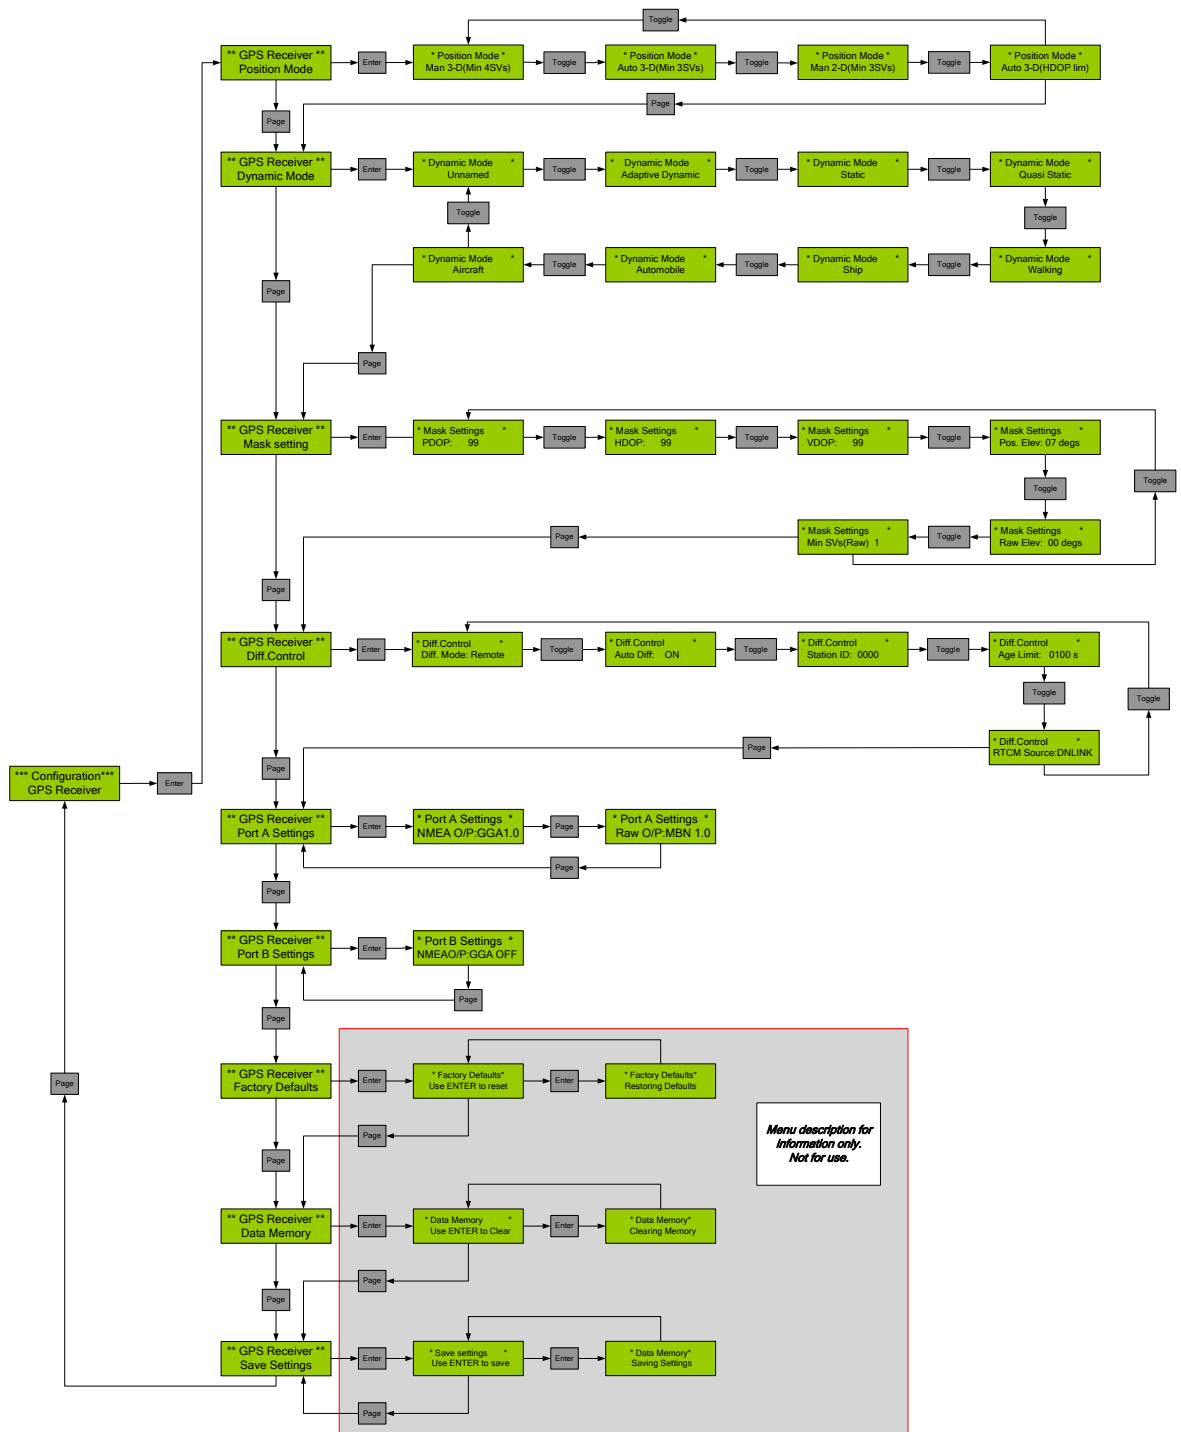 Toggle
** GPS Receiver **
Position Mode
Enter
* Position Mode *
Man 3-D(Min 4SVs)
Toggle
* Position Mode *
Auto 3-D(Min 3SVs)
Toggle
* Position Mode *
Man 2-D(Min 3SVs)
Toggle
* Position Mode *
Auto 3-D(HDOP lim)
Page
Page
** GPS Receiver **
Dynamic Mode
Enter
* Dynamic Mode *
Unnamed
Toggle
* Dynamic Mode *
Adaptive Dynamic
Toggle
* Dynamic Mode *
Static
Toggle
* Dynamic Mode *
Quasi Static
Toggle
Toggle
* Dynamic Mode *
Aircraft
Toggle
* Dynamic Mode *
Automobile
Toggle
* Dynamic Mode *
Ship
Toggle
* Dynamic Mode *
Walking
Page
Page
** GPS Receiver **
Mask setting
Enter
* Mask Settings *
PDOP: 99
Toggle
* Mask Settings *
HDOP: 99
Toggle
* Mask Settings *
VDOP: 99
Toggle
* Mask Settings *
Pos. Elev: 07 degs
Toggle
Toggle
Page
* Mask Settings *
Min SVs(Raw) 1
Toggle
* Mask Settings *
Raw Elev: 00 degs
Page
** GPS Receiver **
Diff.Control
Enter
* Diff.Control *
Diff. Mode: Remote
Toggle
* Diff.Control *
Auto Diff: ON
Toggle
* Diff.Control *
Station ID: 0000
Toggle
* Diff.Control *
Age Limit: 0100 s
Toggle
Toggle
Page
* Diff.Control *
RTCM Source:DNLINK
Page
*** Configuration***
GPS Receiver
Enter
** GPS Receiver **
Port A Settings
Enter
* Port A Settings *
NMEA O/P:GGA1.0
Page
* Port A Settings *
Raw O/P:MBN 1.0
Page
Page
** GPS Receiver **
Port B Settings
Enter
* Port B Settings *
NMEAO/P:GGA OFF
Page
Page
** GPS Receiver **
Factory Defaults
Enter
* Factory Defaults*
Use ENTER to reset
Enter
* Factory Defaults*
Restoring Defaults
Page
Menu description for
information only.
Not for use.
Page
Page
** GPS Receiver **
Data Memory
Enter
* Data Memory *
Use ENTER to Clear
Enter
* Data Memory*
Clearing Memory
Page
Page
** GPS Receiver **
Save Settings
Enter
* Save settings *
Use ENTER to save
Enter
* Data Memory*
Saving Settings
Page